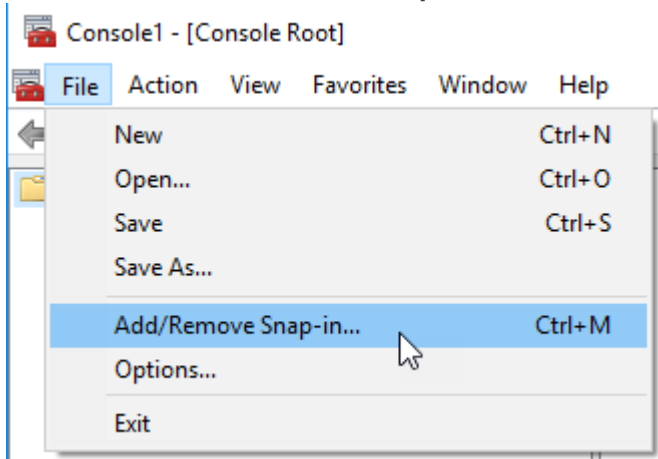 Console1 - [Console Root]
File Action View Favorites Window Help
New Ctrl+N
Open... Ctrl+O
Save Ctrl+S
Save As...
Add/Remove Snap-in... Ctrl+M
Options...
Exit